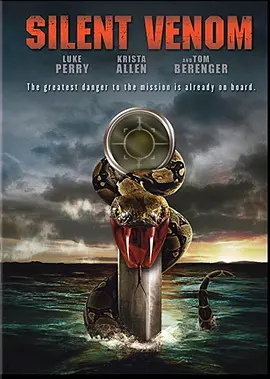 SILENT VENOM
LUKE PERRY
KRISTA ALLEN
AND TOM BERENGER
The greatest danger to the mission is already on board.